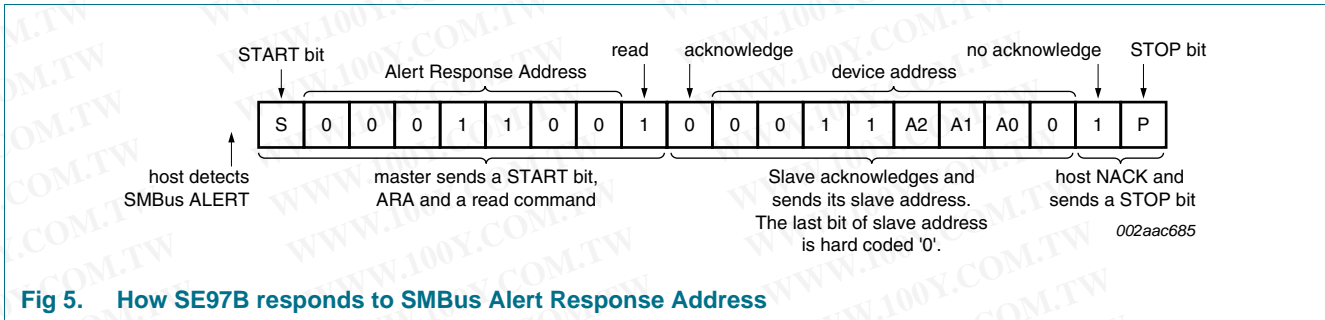 START bit
Alert Response Address
read
acknowledge
device address
no acknowledge
STOP bit
S 0 0 0 1 1 0 0 1 0 0 0 1 1 A2 A1 A0 0 1 P
host detects
SMBus ALERT
master sends a START bit,
ARA and a read command
Slave acknowledges and
sends its slave address.
The last bit of slave address
is hard coded '0'.
host NACK and
sends a STOP bit
002aac685
Fig 5. How SE97B responds to SMBus Alert Response Address
WWW.100Y.COM.TW